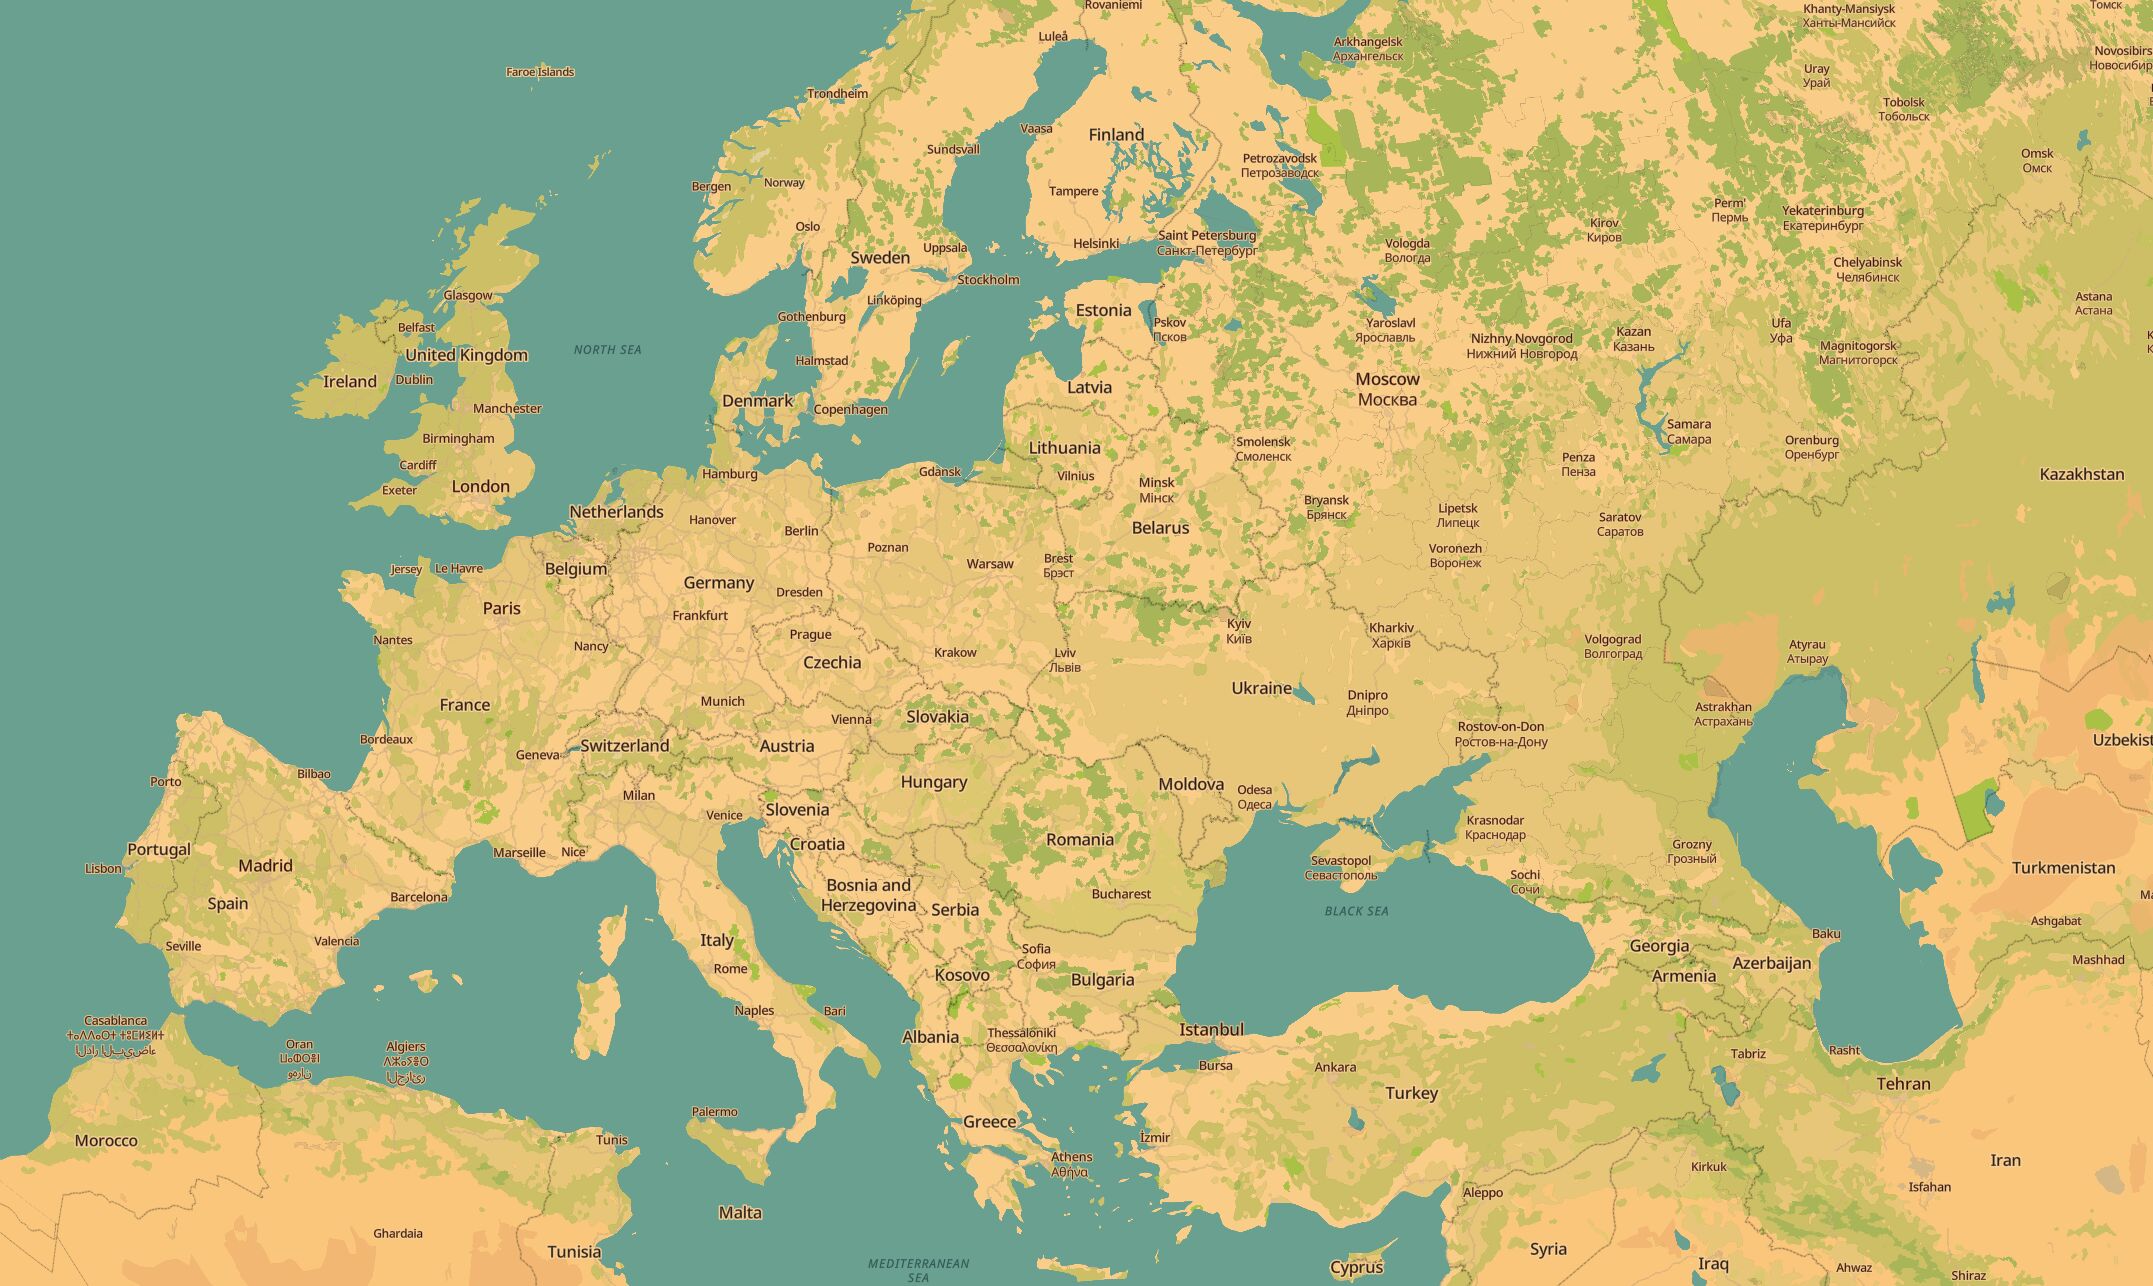 Rovaniemi
Khanty-Mansiysk
Ханты-Мансийск
Томск
Luleå
Arkhangelsk
Архангельск
Novosibirs
Новосибир
Faroe Islands
Uray
Урай
Trondheim
Tobolsk
Тобольск
Vaasa
Finland
Sundsvall
Petrozavodsk
Петрозаводск
Omsk
Омск
Bergen
Norway
Tampere
Perm'
Пермь
Yekaterinburg
Екатеринбург
Oslo
Kirov
Киров
Helsinki
Saint Petersburg
Санкт-Петербург
Vologda
Вологда
Uppsala
Sweden
Chelyabinsk
Челябинск
Stockholm
Glasgow
Linköping
Astana
Астана
Estonia
Gothenburg
Belfast
Pskov
Псков
Yaroslavl
Ярославль
Nizhny Novgorod
Нижний Новгород
Kazan
Казань
Ufa
Уфа
NORTH SEA
United Kingdom
Magnitogorsk
Магнитогорск
Halmstad
Ireland
Dublin
Moscow
Москва
Latvia
Denmark
Manchester
Copenhagen
Birmingham
Samara
Самара
Lithuania
Smolensk
Смоленск
Orenburg
Оренбург
Cardiff
Penza
Пенза
Hamburg
Gdansk
Vilnius
Kazakhstan
Exeter
London
Minsk
Мінск
Bryansk
Брянск
Netherlands
Hanover
Lipetsk
Липецк
Saratov
Саратов
Berlin
Belarus
Poznan
Voronezh
Воронеж
Jersey
Le Havre
Belgium
Warsaw
Brest
Брэст
Germany
Dresden
Paris
Frankfurt
Kyiv
Київ
Kharkiv
Харків
Nantes
Nancy
Prague
Volgograd
Волгоград
Czechia
Krakow
Lviv
Львів
Atyrau
Атырау
Ukraine
France
Munich
Dnipro
Дніпро
Vienna
Slovakia
Astrakhan
Астрахань
Bordeaux
Geneva
Switzerland
Austria
Rostov-on-Don
Ростов-на-Дону
Uzbekist
Porto
Bilbao
Hungary
Moldova
Milan
Odesa
Одеса
Venice
Slovenia
Krasnodar
Краснодар
Portugal
Marseille
Nice
Croatia
Romania
Grozny
Грозный
Lisbon
Madrid
Sevastopol
Севастополь
Turkmenistan
Sochi
Сочи
Barcelona
Bosnia and
Herzegovina
Bucharest
Spain
Serbia
BLACK SEA
Ashgabat
Seville
Valencia
Italy
Sofia
София
Georgia
Baku
Rome
Kosovo
Bulgaria
Armenia
Azerbaijan
Mashhad
Naples
Bari
Casablanca
ⵜⴰⴷⴷⴰⵔⵜ ⵜⵓⵎⵍⵉⵍⵜ
الدار البيضاء
Albania
Thessaloniki
Θεσσαλονίκη
Istanbul
Oran
ⵡⴰⵀⵔⴰⵏ
وهران
Algiers
ⴷⵣⴰⵢⴻⵔ
الجزائر
Bursa
Ankara
Tabriz
Rasht
Tehran
Turkey
Palermo
Greece
Morocco
Tunis
İzmir
Athens
Αθήνα
Kirkuk
Iran
Isfahan
Aleppo
Malta
Ghardaia
Tunisia
Syria
MEDITERRANEAN
SEA
Cyprus
Iraq
Ahwaz
Shiraz